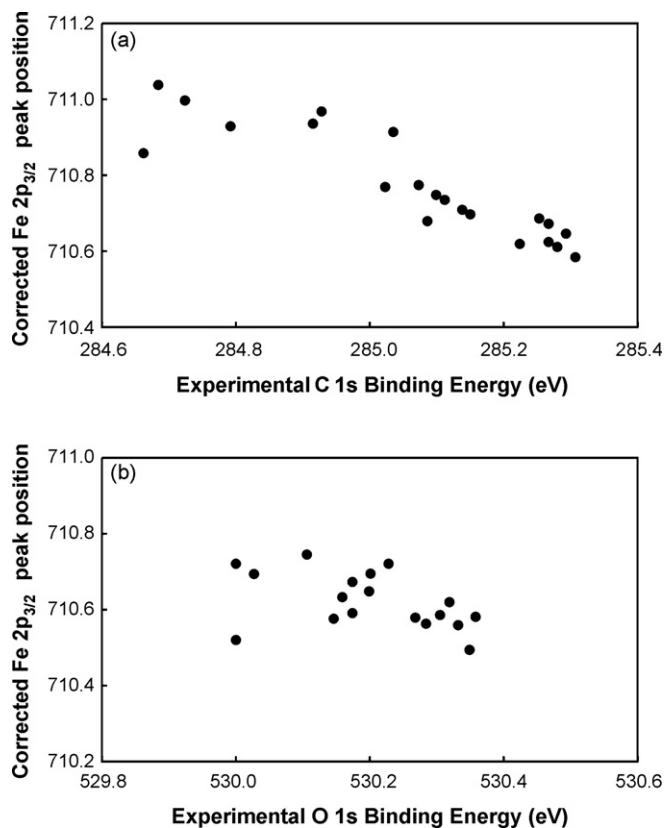 (a)
Corrected Fe 2p3/2 peak position
711.2
711.0
710.8
710.6
710.4
284.6 284.8 285.0 285.2 285.4
Experimental C 1s Binding Energy (eV)
(b)
Corrected Fe 2p3/2 peak position
711.0
710.8
710.6
710.4
710.2
529.8 530.0 530.2 530.4 530.6
Experimental O 1s Binding Energy (eV)